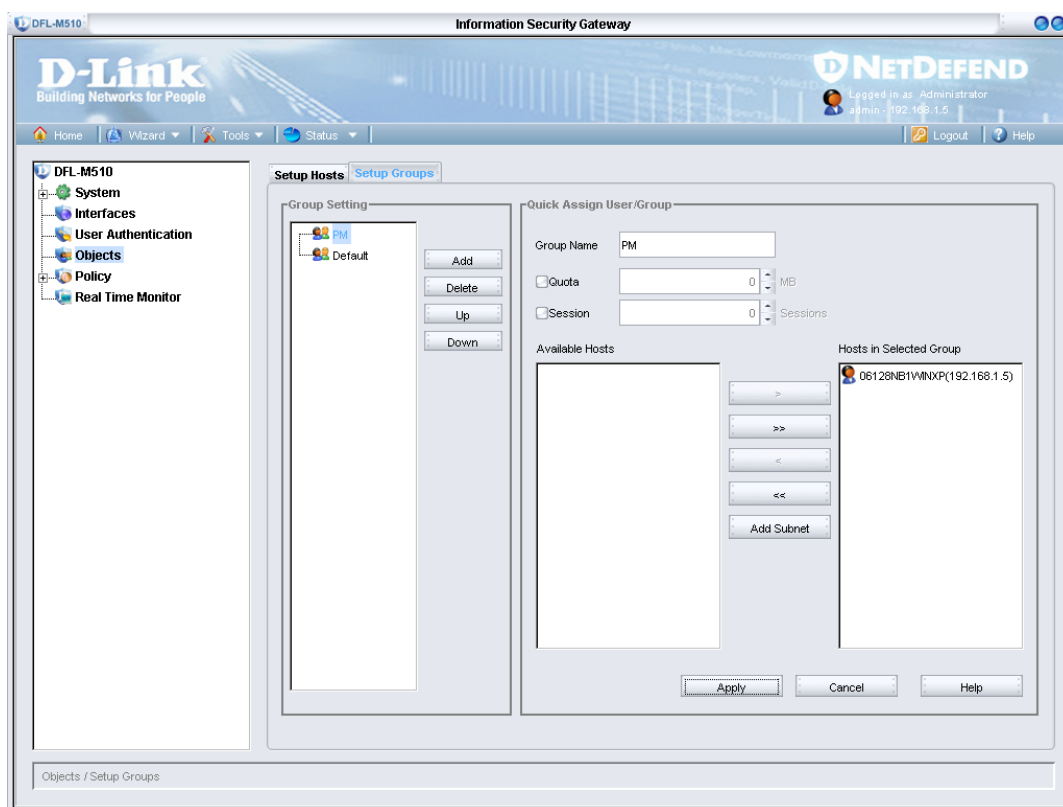 DFL-M510
Information Security Gateway
D-Link
Building Networks for People
NETDEFEND
Logged in as Administrator
admin - 192.168.1.5
Home
Wizard
Tools
Status
Logout
Help
DFL-M510
System
Interfaces
User Authentication
Objects
Policy
Real Time Monitor
Setup Hosts
Setup Groups
Group Setting
PM
Default
Add
Delete
Up
Down
Quick Assign User/Group
Group Name
PM
Quota
0
MB
Session
0
Sessions
Available Hosts
Hosts in Selected Group
06128NB1WINXP(192.168.1.5)
>
>>
<
<<
Add Subnet
Apply
Cancel
Help
Objects / Setup Groups